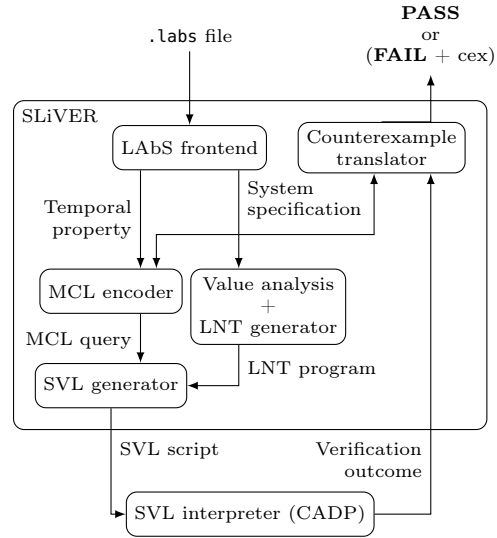 .labs file
PASS
or
(FAIL + cex)
SLiVER
LAbS frontend
Counterexample
translator
Temporal
property
System
specification
MCL encoder
Value analysis
+
LNT generator
MCL query
LNT program
SVL generator
SVL script
Verification
outcome
SVL interpreter (CADP)